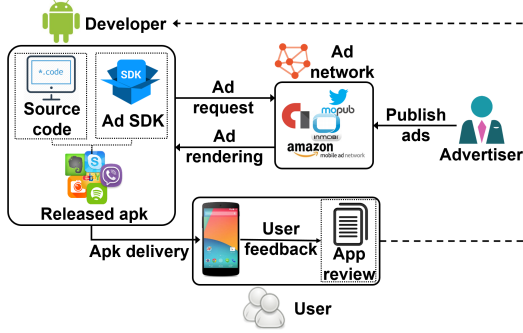 Developer
*.code
SDK
Source
code
Ad SDK
Released apk
Ad
request
Ad
rendering
Ad
network
mopub
INMOBI
amazon
mobile ad network
Publish
ads
Advertiser
Apk delivery
User
feedback
App
review
User